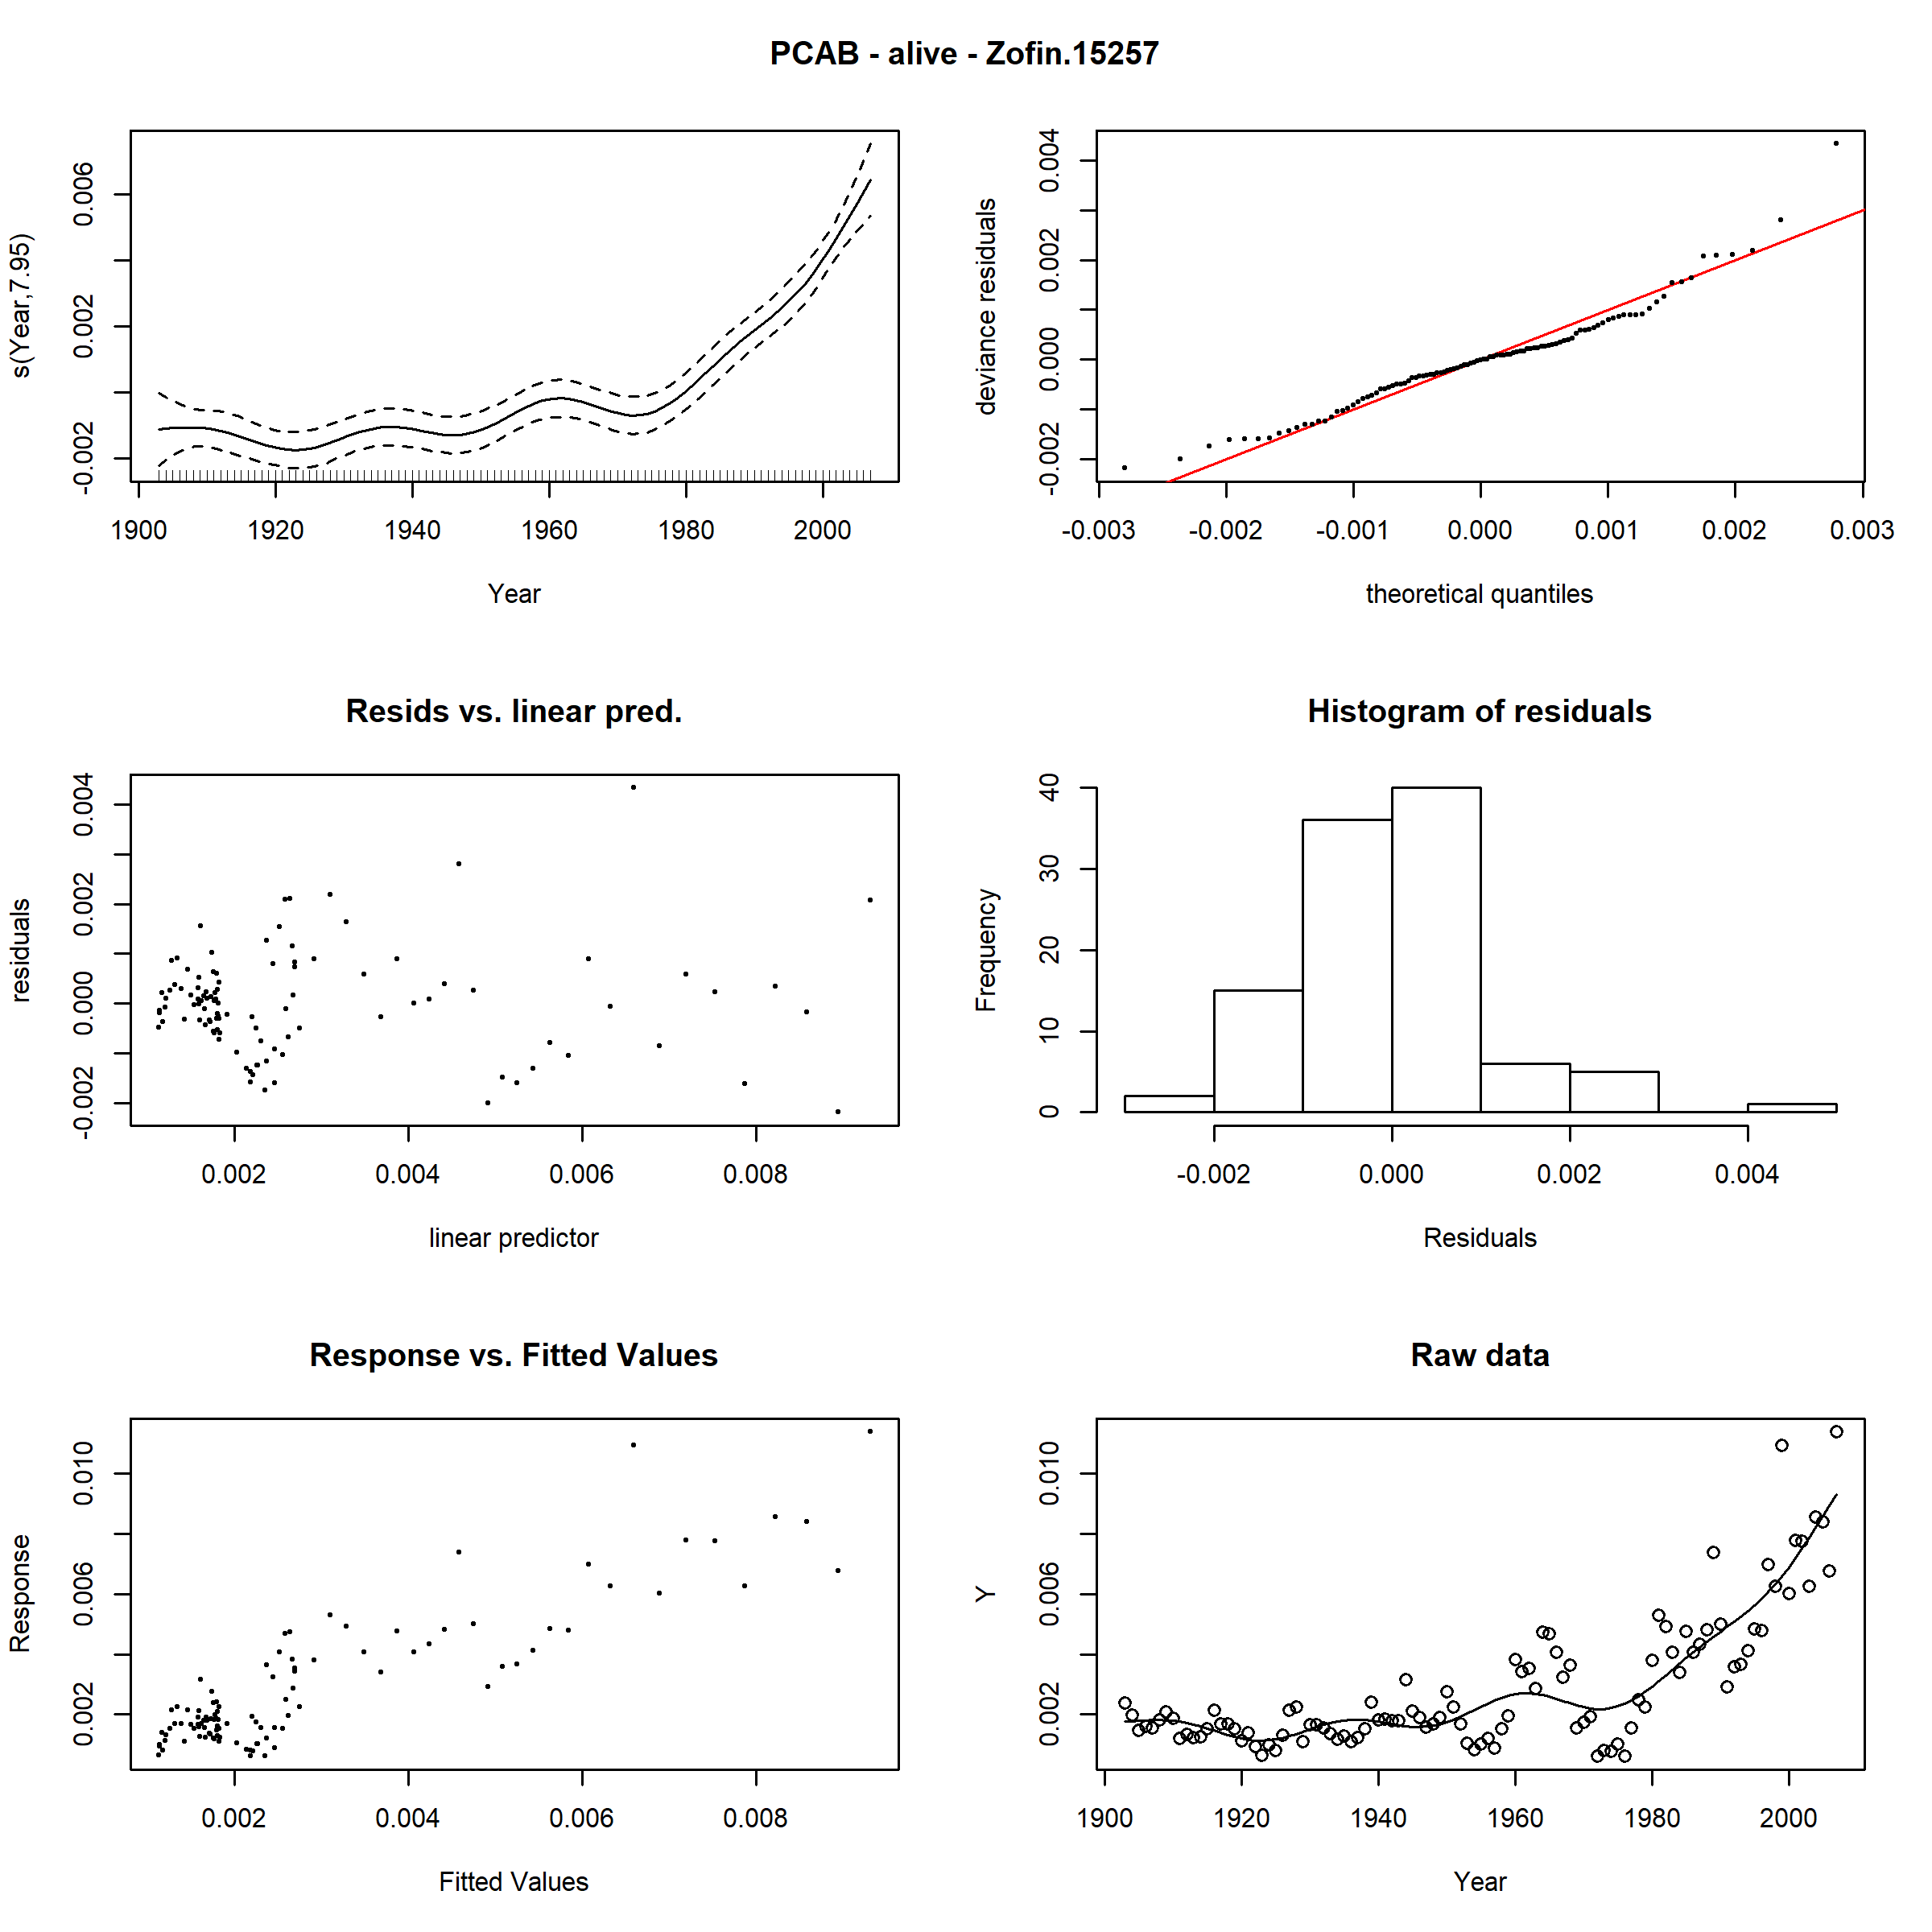 PCAB - alive - Zofin.15257
s(Year,7.95)
-0.002
0.002
0.006
1900 1920 1940 1960 1980 2000
Year
deviance residuals
-0.002 0.000 0.002 0.004
-0.003 -0.002 -0.001 0.000 0.001 0.002 0.003
theoretical quantiles
Resids vs. linear pred.
residuals
-0.002 0.000 0.002 0.004
0.002 0.004 0.006 0.008
linear predictor
Histogram of residuals
Frequency
0 10 20 30 40
-0.002 0.000 0.002 0.004
Residuals
Response vs. Fitted Values
Response
0.002 0.006 0.010
0.002 0.004 0.006 0.008
Fitted Values
Raw data
Y
0.002 0.006 0.010
1900 1920 1940 1960 1980 2000
Year